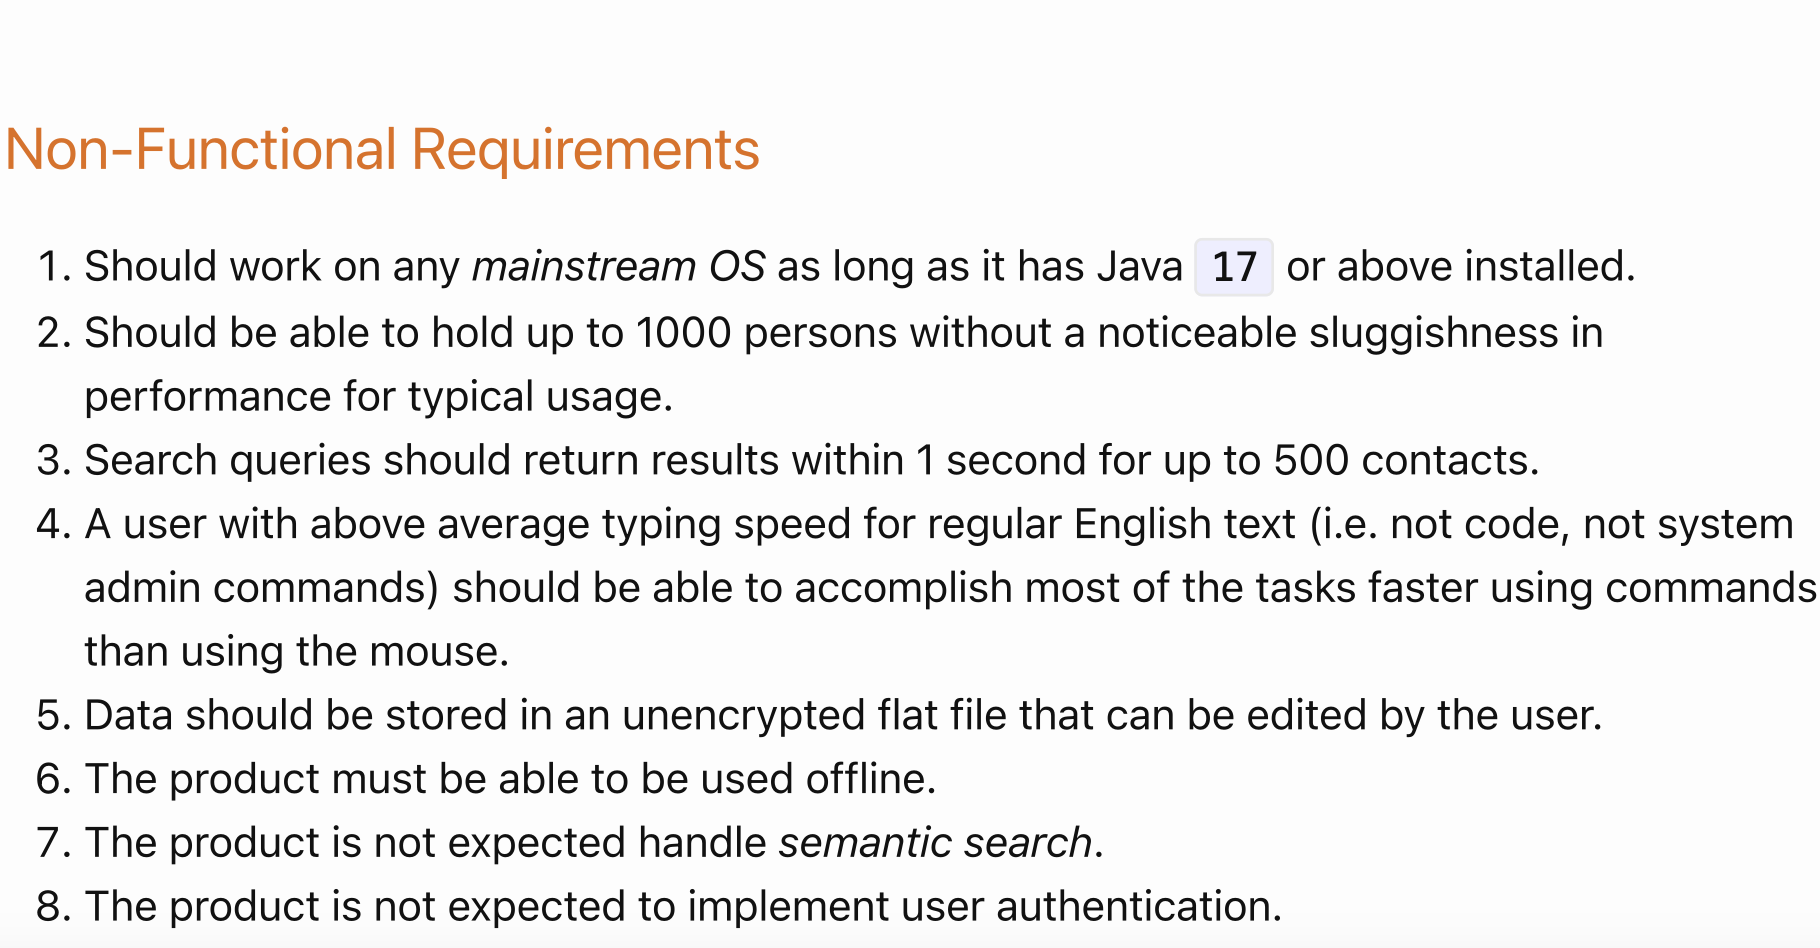 Non-Functional Requirements
1. Should work on any mainstream OS as long as it has Java 17 or above installed.
2. Should be able to hold up to 1000 persons without a noticeable sluggishness in
performance for typical usage.
3. Search queries should return results within 1 second for up to 500 contacts.
4. A user with above average typing speed for regular English text (i.e. not code, not system
admin commands) should be able to accomplish most of the tasks faster using commands
than using the mouse.
5. Data should be stored in an unencrypted flat file that can be edited by the user.
6. The product must be able to be used offline.
7. The product is not expected handle semantic search.
8. The product is not expected to implement user authentication.